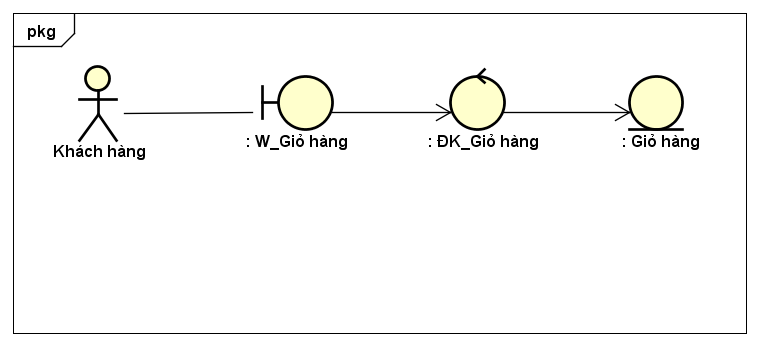 pkg
Khách hàng
: W_Giỏ hàng
: ĐK_Giỏ hàng
: Giỏ hàng